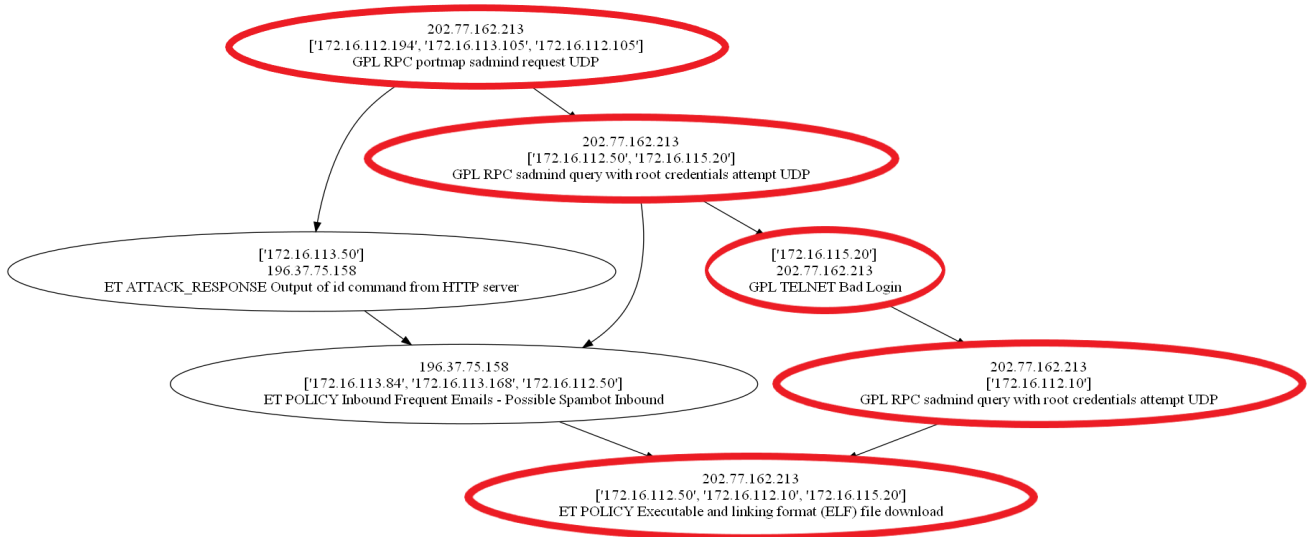 202.77.162.213
['172.16.112.194', '172.16.113.105', '172.16.112.105']
GPL RPC portmap sadmind request UDP
202.77.162.213
['172.16.112.50', '172.16.115.20']
GPL RPC sadmind query with root credentials attempt UDP
['172.16.113.50']
196.37.75.158
ET ATTACK_RESPONSE Output of id command from HTTP server
['172.16.115.20']
202.77.162.213
GPL TELNET Bad Login
196.37.75.158
['172.16.113.84', '172.16.113.168', '172.16.112.50']
ET POLICY Inbound Frequent Emails - Possible Spambot Inbound
202.77.162.213
['172.16.112.10']
GPL RPC sadmind query with root credentials attempt UDP
202.77.162.213
['172.16.112.50', '172.16.112.10', '172.16.115.20']
ET POLICY Executable and linking format (ELF) file download